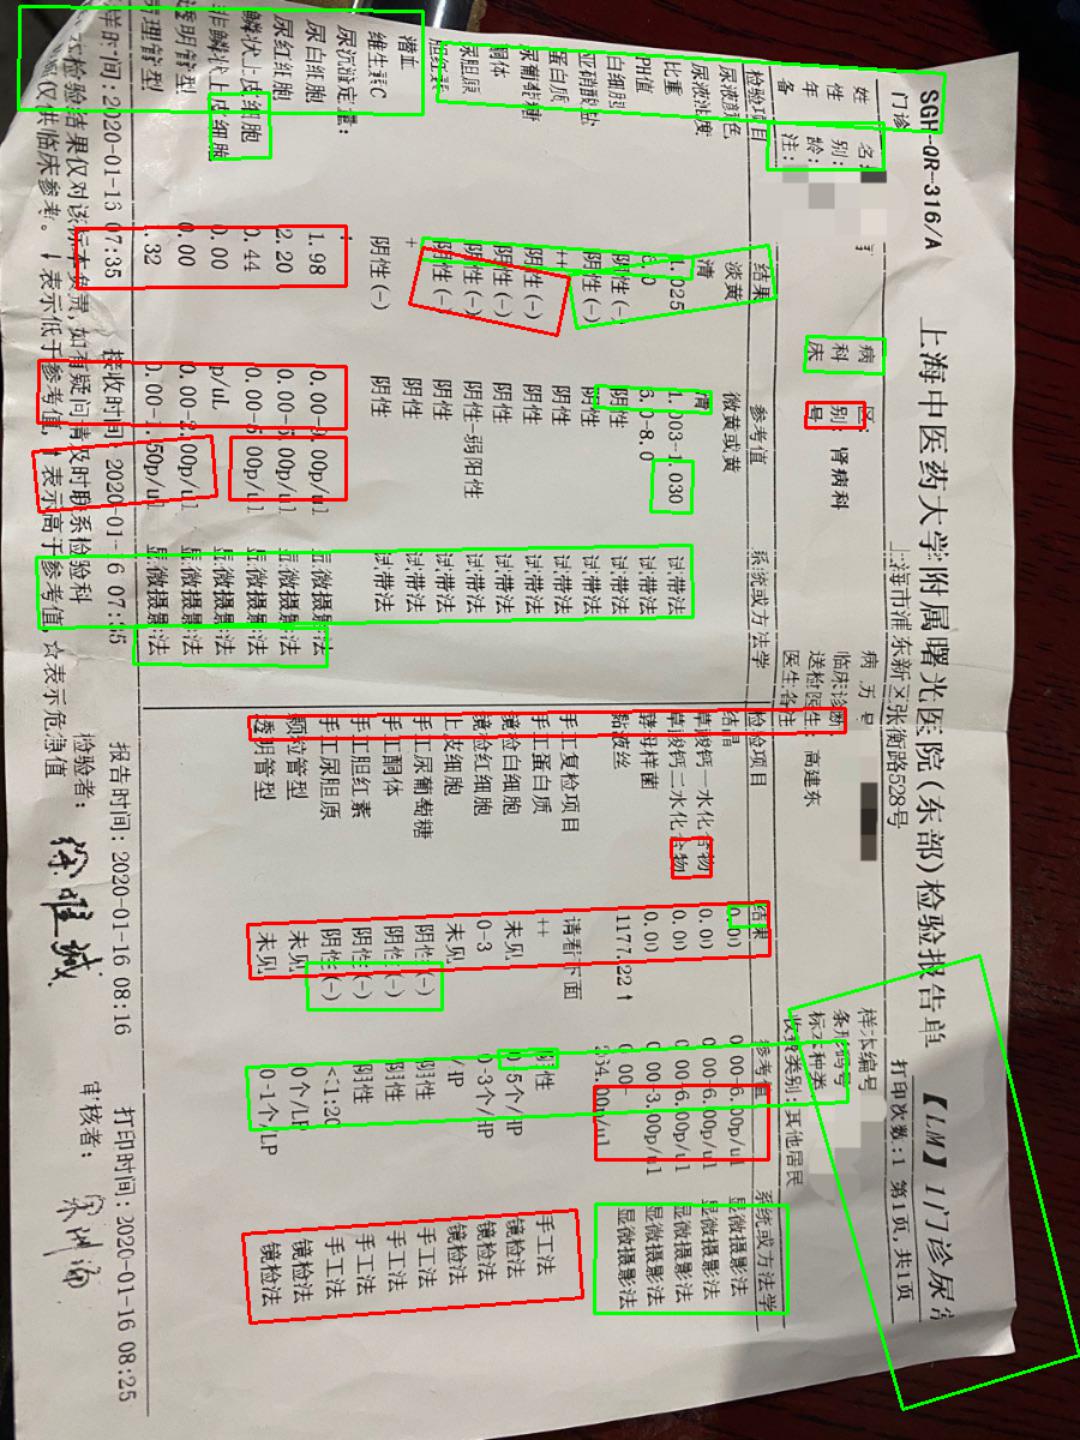 SGH-QR-316/A
上海中医药大学附属曙光医院(东部)检验报告单
【LM】1门诊尿常
门诊
上海市浦东新区张衡路528号
打印次数:1 第1页,共1页
姓 名:
病 区:
病 历 号
样本编号
性 别:
科 别: 肾病科
临床诊断:
条形码号
年 龄:
床 号
送检医生: 高建东
标本种类
备 注:
医生备注:
收费类别: 其他居民
检验项目 结果 参考值 系统或方法学
尿液颜色 淡黄 微黄或黄 试带法
尿液浊度 清 清 试带法
比重 1.025 1.003-1.030 试带法
PH值 6.0 6.0-8.0 试带法
白细胞 阴性(-) 阴性 试带法
亚硝酸盐 阴性(-) 阴性 试带法
蛋白质 ++ 阴性 试带法
尿葡萄糖 阴性(-) 阴性 试带法
酮体 阴性(-) 阴性 试带法
尿胆原 阴性(-) 阴性-弱阳性 试带法
胆红素 阴性(-) 阴性 试带法
潜血 + 阴性 试带法
维生素C 阴性(-) 阴性 试带法
尿沉渣定量:
尿白细胞 1.98 0.00-9.00p/ul 显微摄影法
尿红细胞 2.20 0.00-5.00p/ul 显微摄影法
鳞状上皮细胞 0.44 0.00-5.00p/ul 显微摄影法
非鳞状上皮细胞 0.00 p/uL 显微摄影法
透明管型 0.00 0.00-2.00p/ul 显微摄影法
病理管型 .32 0.00-1.50p/ul 显微摄影法
检验项目 结果 参考值 系统或方法学
结晶 0.00 0.00-6.00p/ul 显微摄影法
草酸钙一水化合物 0.00 0.00-6.00p/ul 显微摄影法
草酸钙二水化合物 0.00 0.00-6.00p/ul 显微摄影法
酵母样菌 0.00 0.00-3.00p/ul 显微摄影法
黏液丝 1177.22↑ 0.00-
.00p/ul 显微摄影法
手工复检项目 请看下面
手工蛋白质 ++ 阴性 手工法
镜检白细胞 未见 0-5个/HP 镜检法
镜检红细胞 0-3 0-3个/HP 镜检法
上皮细胞 未见 /HP 镜检法
手工尿葡萄糖 阴性(-) 阴性 手工法
手工酮体 阴性(-) 阴性 手工法
手工胆红素 阴性(-) 阴性 手工法
手工尿胆原 阴性(-) <1:20 手工法
颗粒管型 未见 0个/LP 镜检法
透明管型 未见 0-1个/LP 镜检法
样时间:2020-01-16 07:35 接收时间: 2020-01-16 07:35 报告时间: 2020-01-16 08:16 打印时间: 2020-01-16 08:25
检验结果仅对该标本负责,如有疑问请及时联系检验科 检验者: 审核者:
仅供临床参考。↓表示低于参考值,↑表示高于参考值,☆表示危急值